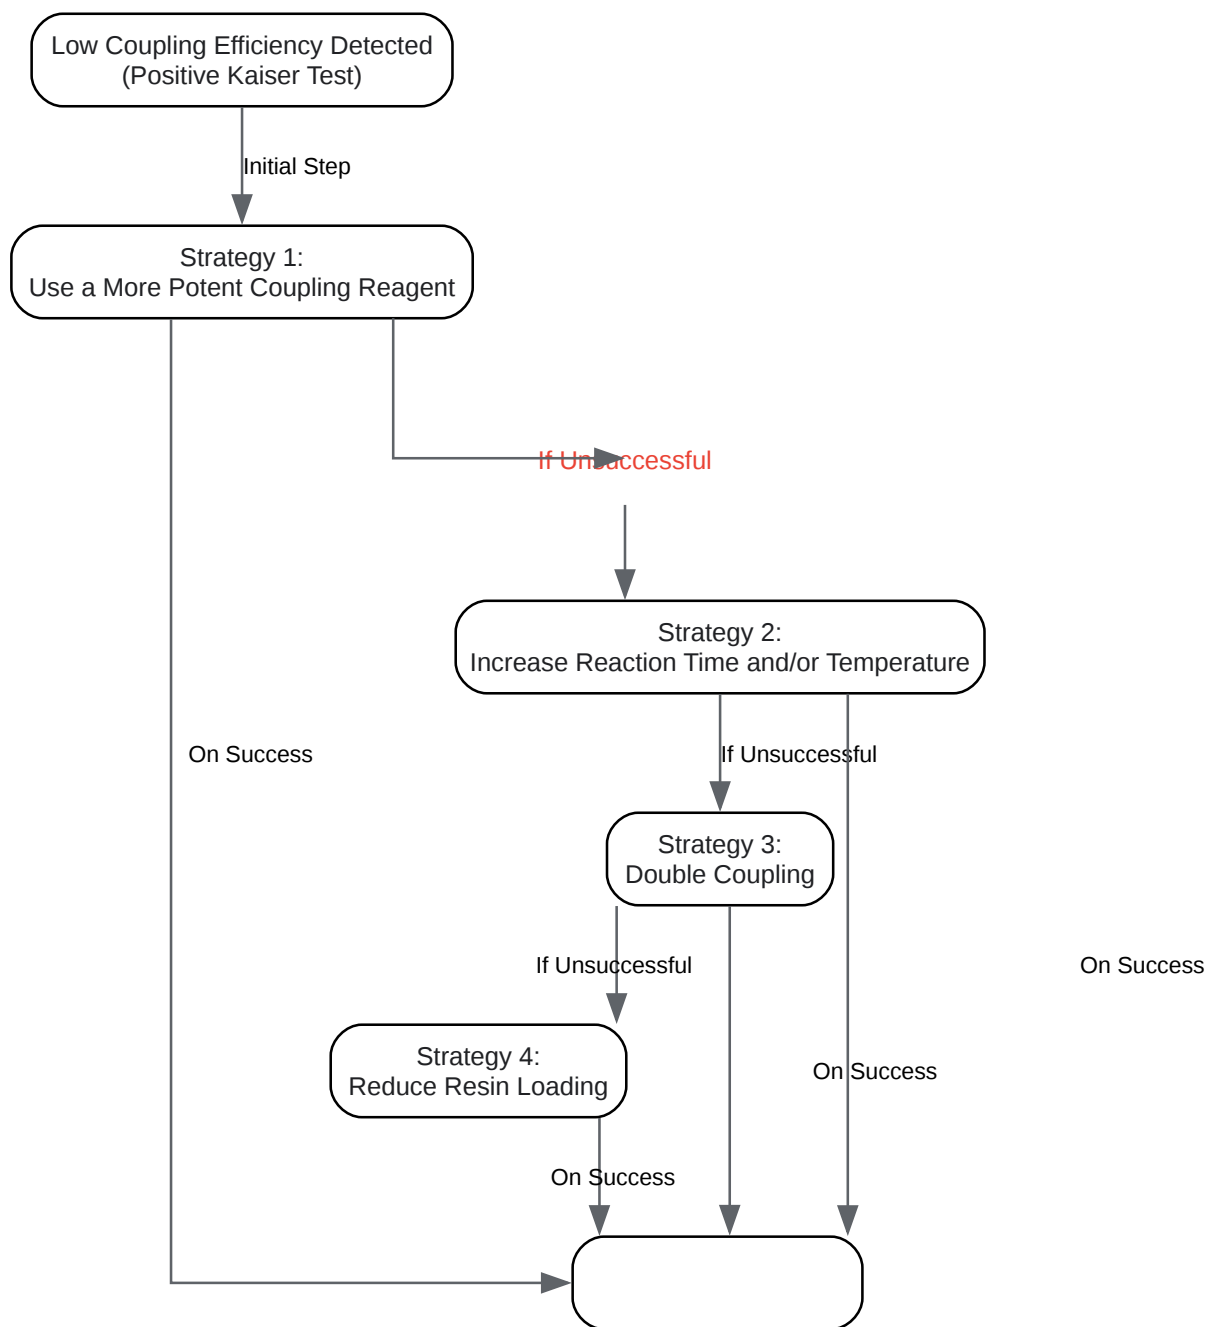 Low Coupling Efficiency Detected
(Positive Kaiser Test)
Initial Step
Strategy 1:
Use a More Potent Coupling Reagent
If Unsuccessful
Strategy 2:
Increase Reaction Time and/or Temperature
On Success
If Unsuccessful
Strategy 3:
Double Coupling
If Unsuccessful
On Success
Strategy 4:
Reduce Resin Loading
On Success
On Success